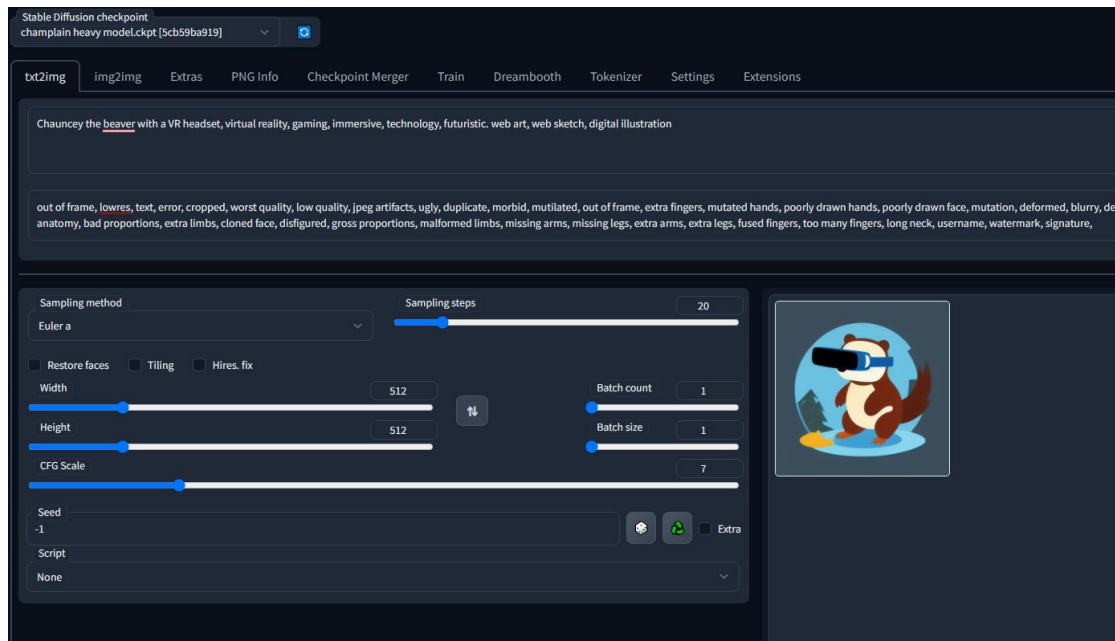 Stable Diffusion checkpoint
champlain heavy model.ckpt [5cb59ba919]
txt2img img2img Extras PNG Info Checkpoint Merger Train Dreambooth Tokenizer Settings Extensions
Chauncey the beaver with a VR headset, virtual reality, gaming, immersive, technology, futuristic. web art, web sketch, digital illustration
out of frame, lowres, text, error, cropped, worst quality, low quality, jpeg artifacts, ugly, duplicate, morbid, mutilated, out of frame, extra fingers, mutated hands, poorly drawn hands, poorly drawn face, mutation, deformed, blurry, de
anatomy, bad proportions, extra limbs, cloned face, disfigured, gross proportions, malformed limbs, missing arms, missing legs, extra arms, extra legs, fused fingers, too many fingers, long neck, username, watermark, signature,
Sampling method
Euler a
Sampling steps 20
Restore faces Tiling Hires. fix
Width 512
Batch count 1
Height 512
Batch size 1
CFG Scale 7
Seed
-1
Extra
Script
None